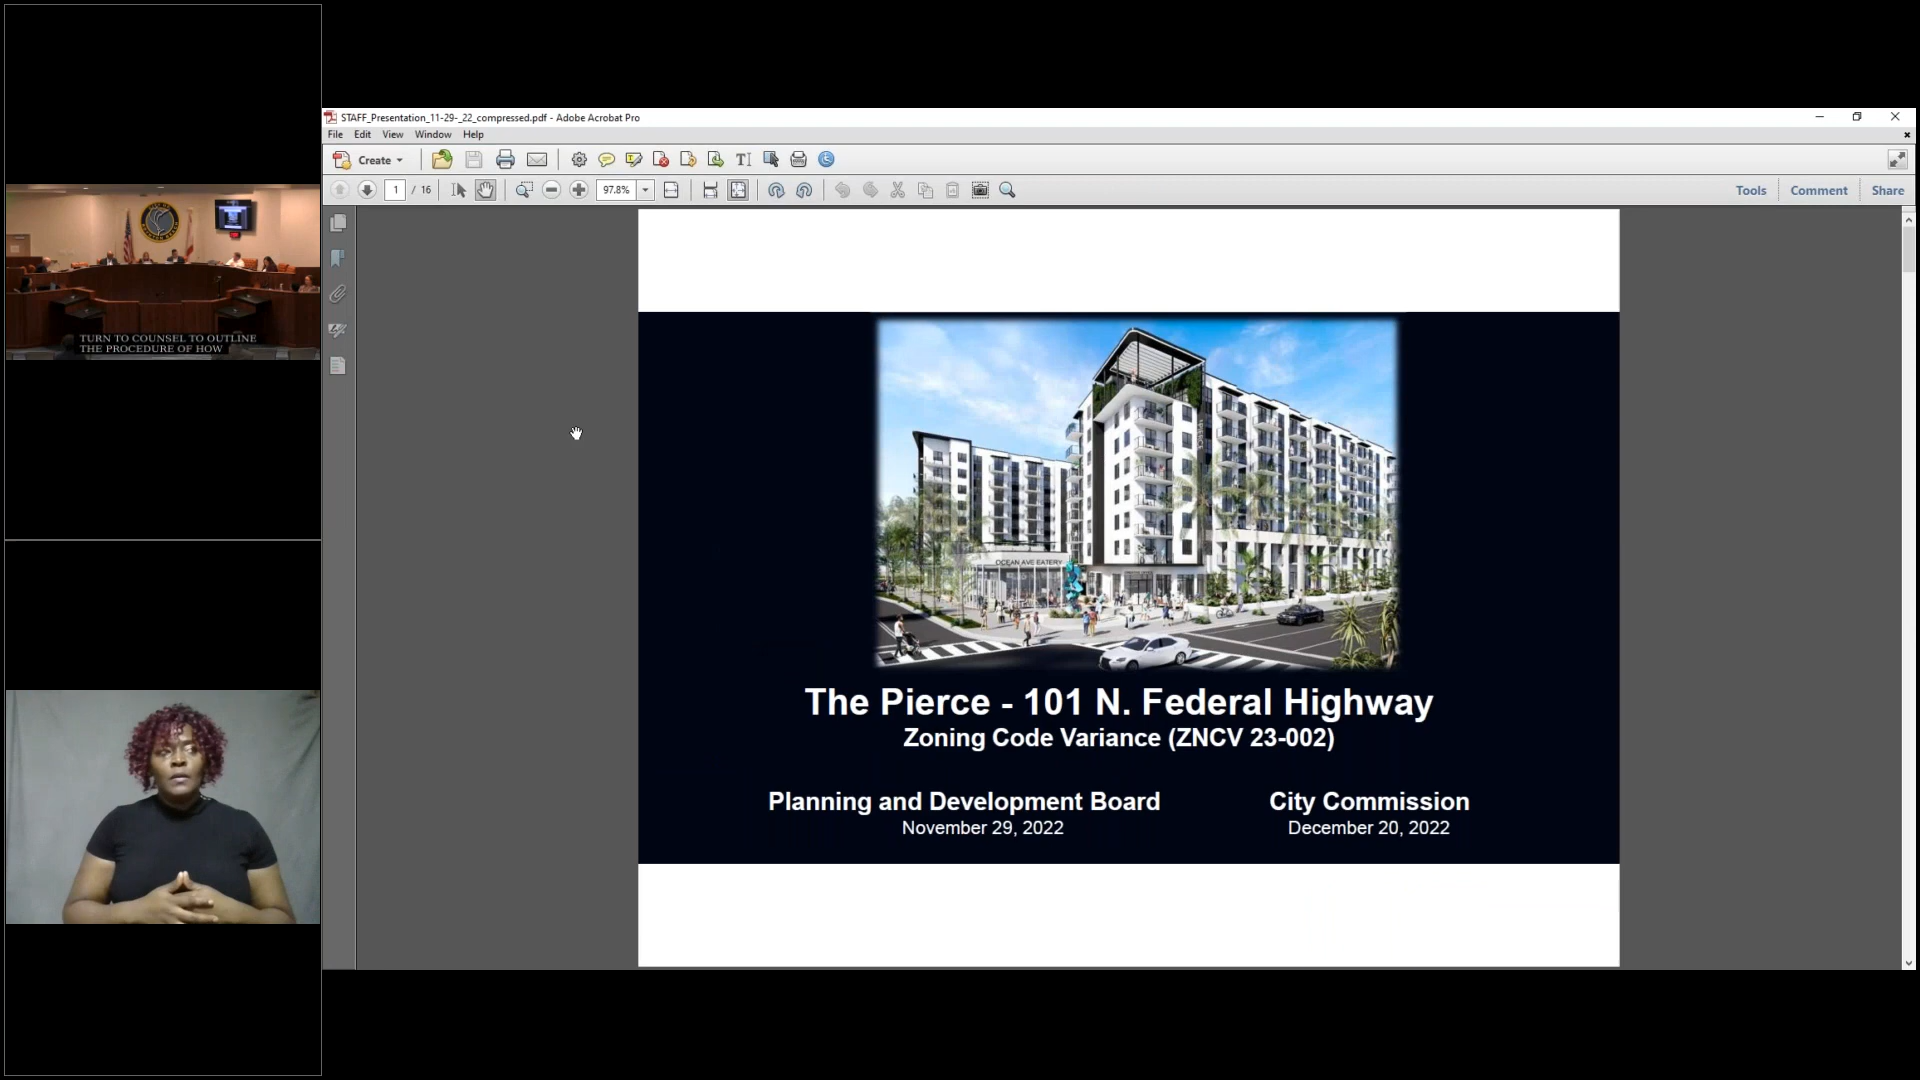 STAFF_Presentation_11-29-_22_compressed.pdf - Adobe Acrobat Pro
File Edit View Window Help
Create
1 / 16 97.8% Tools Comment Share
TURN TO COUNSEL TO OUTLINE
THE PROCEDURE OF HOW
OCEAN AVE EATERY
The Pierce - 101 N. Federal Highway
Zoning Code Variance (ZNCV 23-002)
Planning and Development Board City Commission
November 29, 2022 December 20, 2022